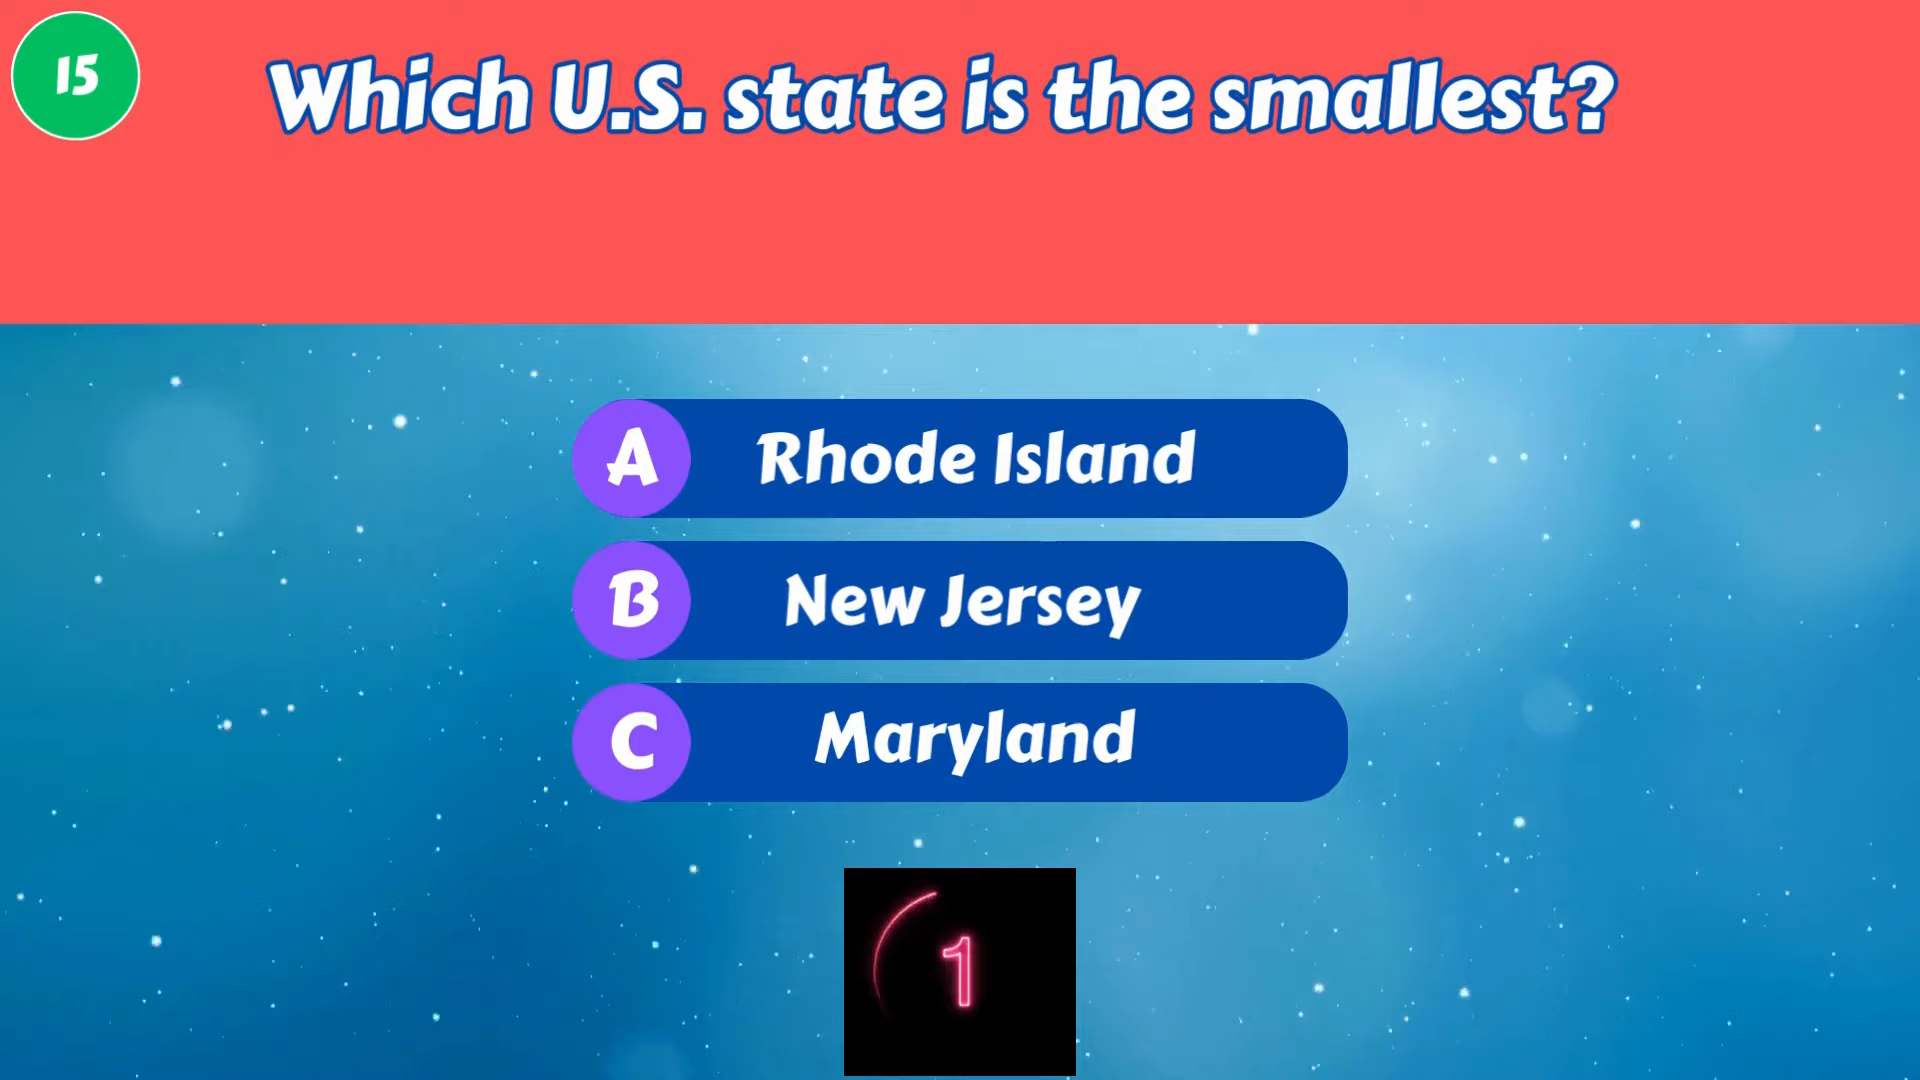 15
Which U.S. state is the smallest?
A Rhode Island
B New Jersey
C Maryland
1